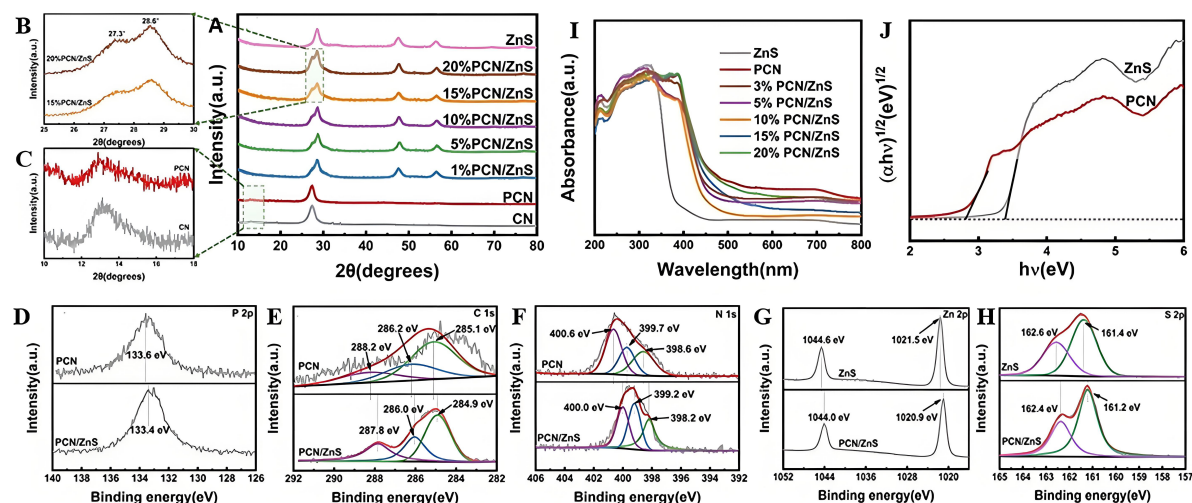 B
28.6°
27.3°
20%PCN/ZnS
15%PCN/ZnS
Intensity(a.u.)
25 26 27 28 29 30
2θ(degrees)
C
PCN
CN
Intensity(a.u.)
10 12 14 16 18
2θ(degrees)
A
ZnS
20%PCN/ZnS
15%PCN/ZnS
10%PCN/ZnS
5%PCN/ZnS
1%PCN/ZnS
PCN
CN
Intensity(a.u.)
10 20 30 40 50 60 70 80
2θ(degrees)
I
ZnS
PCN
3% PCN/ZnS
5% PCN/ZnS
10% PCN/ZnS
15% PCN/ZnS
20% PCN/ZnS
Absorbance(a.u.)
200 300 400 500 600 700 800
Wavelength(nm)
J
ZnS
PCN
(αhν)1/2(eV)1/2
2 3 4 5 6
hν(eV)
D
P 2p
PCN
133.6 eV
PCN/ZnS
133.4 eV
Intensity(a.u.)
140 138 136 134 132 130 128 126
Binding energy(eV)
E
C 1s
286.2 eV
285.1 eV
288.2 eV
PCN
286.0 eV
284.9 eV
287.8 eV
PCN/ZnS
Intensity(a.u.)
292 290 288 286 284 282
Binding energy(eV)
F
N 1s
400.6 eV
399.7 eV
398.6 eV
PCN
400.0 eV
399.2 eV
398.2 eV
PCN/ZnS
Intensity(a.u.)
406 404 402 400 398 396 394 392
Binding energy(eV)
G
Zn 2p
1044.6 eV
1021.5 eV
ZnS
1044.0 eV
1020.9 eV
PCN/ZnS
Intensity(a.u.)
1052 1044 1036 1028 1020
Binding energy(eV)
H
S 2p
162.6 eV
161.4 eV
ZnS
162.4 eV
161.2 eV
PCN/ZnS
Intensity(a.u.)
165 164 163 162 161 160 159 158 157
Binding energy(eV)